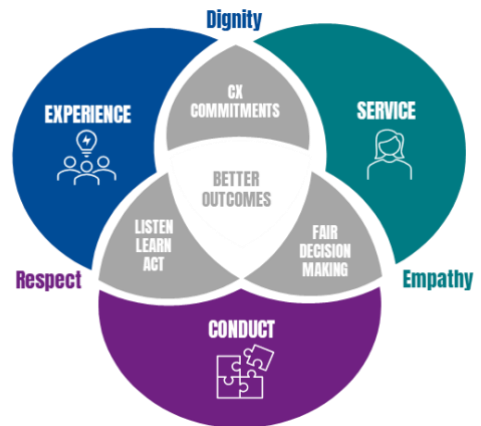 Dignity
CX
COMMITMENTS
EXPERIENCE
SERVICE
BETTER
OUTCOMES
LISTEN
LEARN
ACT
FAIR
DECISION
MAKING
Respect
Empathy
CONDUCT